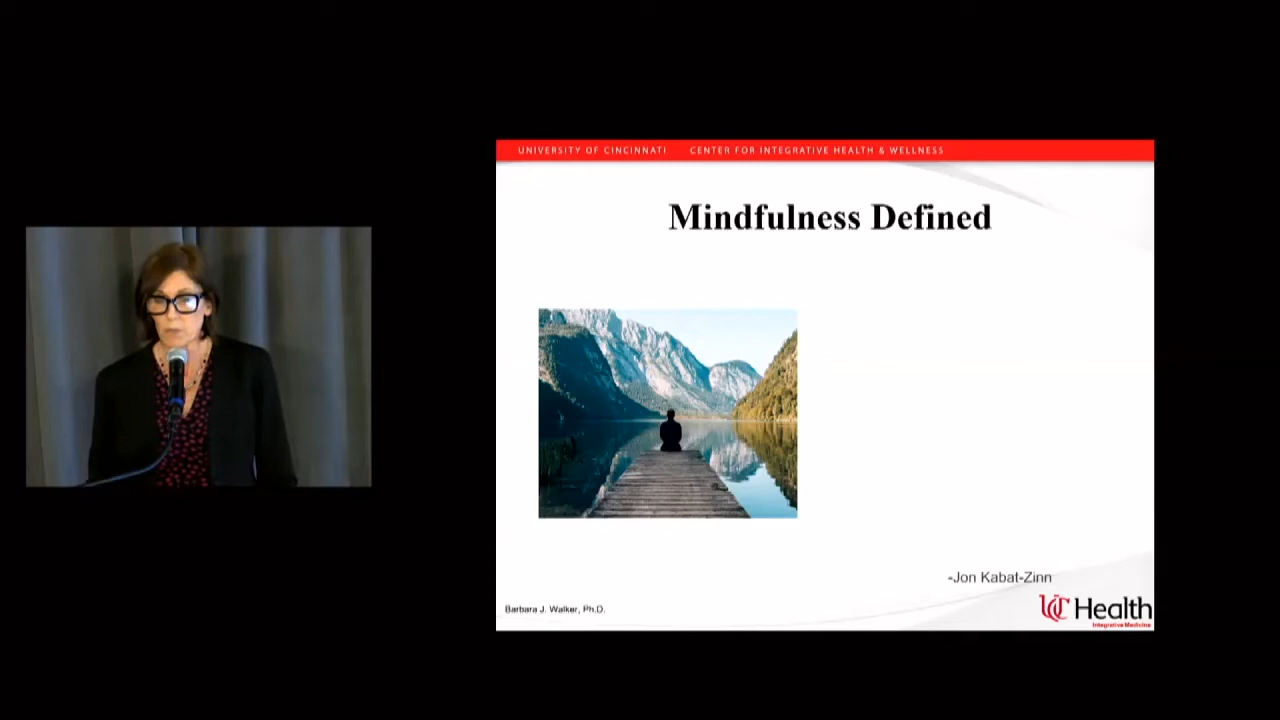 UNIVERSITY OF CINCINNATI CENTER FOR INTEGRATIVE HEALTH & WELLNESS
Mindfulness Defined
-Jon Kabat-Zinn
Barbara J. Walker, Ph.D.
UC Health
Integrative Medicine